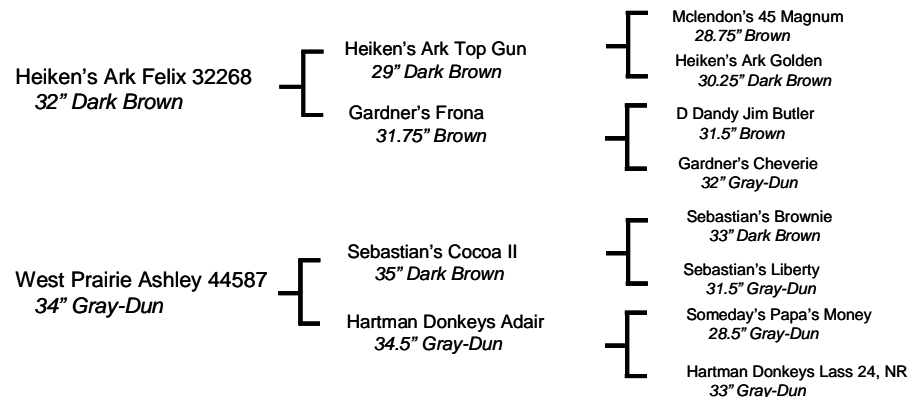 Heiken's Ark Felix 32268
32” Dark Brown
Heiken's Ark Top Gun
29” Dark Brown
Mclendon's 45 Magnum
28.75” Brown
Heiken's Ark Golden
30.25” Dark Brown
Gardner's Frona
31.75” Brown
D Dandy Jim Butler
31.5” Brown
Gardner's Cheverie
32” Gray-Dun
West Prairie Ashley 44587
34” Gray-Dun
Sebastian's Cocoa II
35” Dark Brown
Sebastian's Brownie
33” Dark Brown
Sebastian's Liberty
31.5” Gray-Dun
Hartman Donkeys Adair
34.5” Gray-Dun
Someday's Papa's Money
28.5” Gray-Dun
Hartman Donkeys Lass 24, NR
33” Gray-Dun